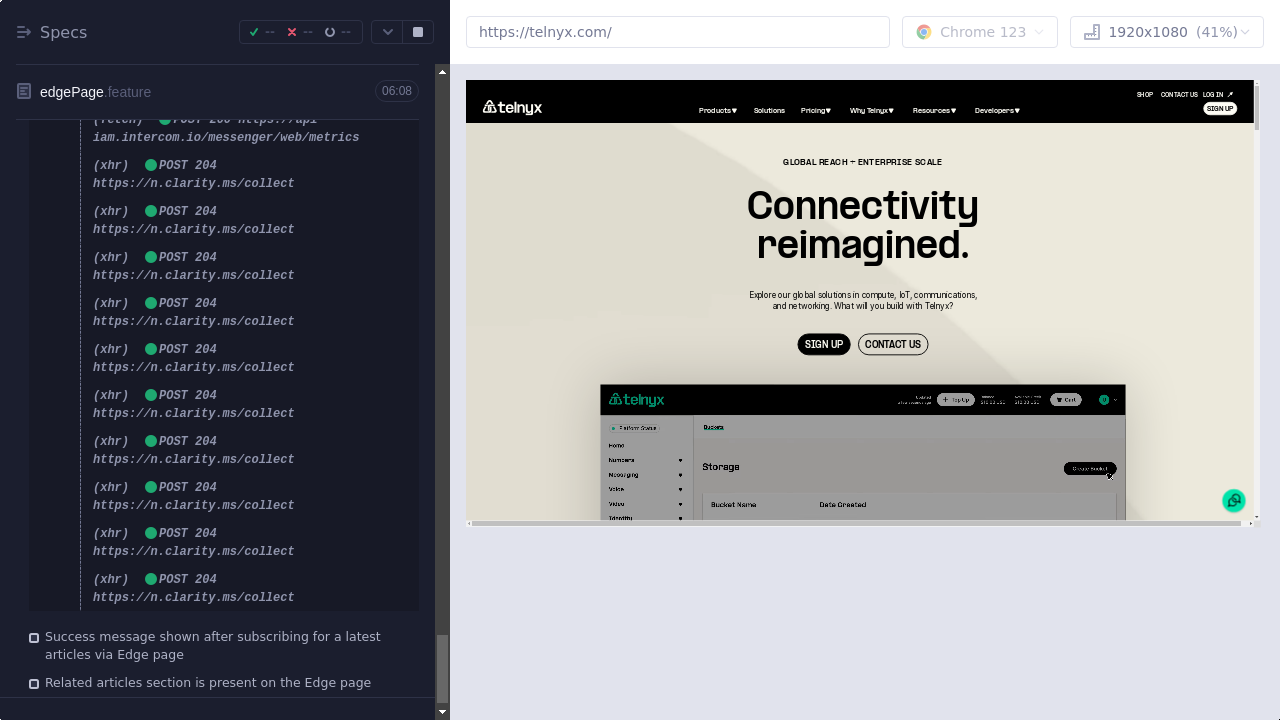 Specs
--
--
--
https://telnyx.com/
Chrome 123
1920x1080 (41%)
edgePage.feature
06:08
(fetch) POST 200 https://api-
iam.intercom.io/messenger/web/metrics
(xhr) POST 204
https://n.clarity.ms/collect
(xhr) POST 204
https://n.clarity.ms/collect
(xhr) POST 204
https://n.clarity.ms/collect
(xhr) POST 204
https://n.clarity.ms/collect
(xhr) POST 204
https://n.clarity.ms/collect
(xhr) POST 204
https://n.clarity.ms/collect
(xhr) POST 204
https://n.clarity.ms/collect
(xhr) POST 204
https://n.clarity.ms/collect
(xhr) POST 204
https://n.clarity.ms/collect
(xhr) POST 204
https://n.clarity.ms/collect
Success message shown after subscribing for a latest
articles via Edge page
Related articles section is present on the Edge page
telnyx
SHOP CONTACT US LOG IN
Products Solutions Pricing Why Telnyx Resources Developers
SIGN UP
GLOBAL REACH + ENTERPRISE SCALE
Connectivity
reimagined.
Explore our global solutions in compute, IoT, communications,
and networking. What will you build with Telnyx?
SIGN UP CONTACT US
telnyx
Updated
Top Up
Cart
Platform Status
Buckets
Home
Numbers
Messaging
Voice
Video
Identity
Storage
Create Bucket
Bucket Name Date Created